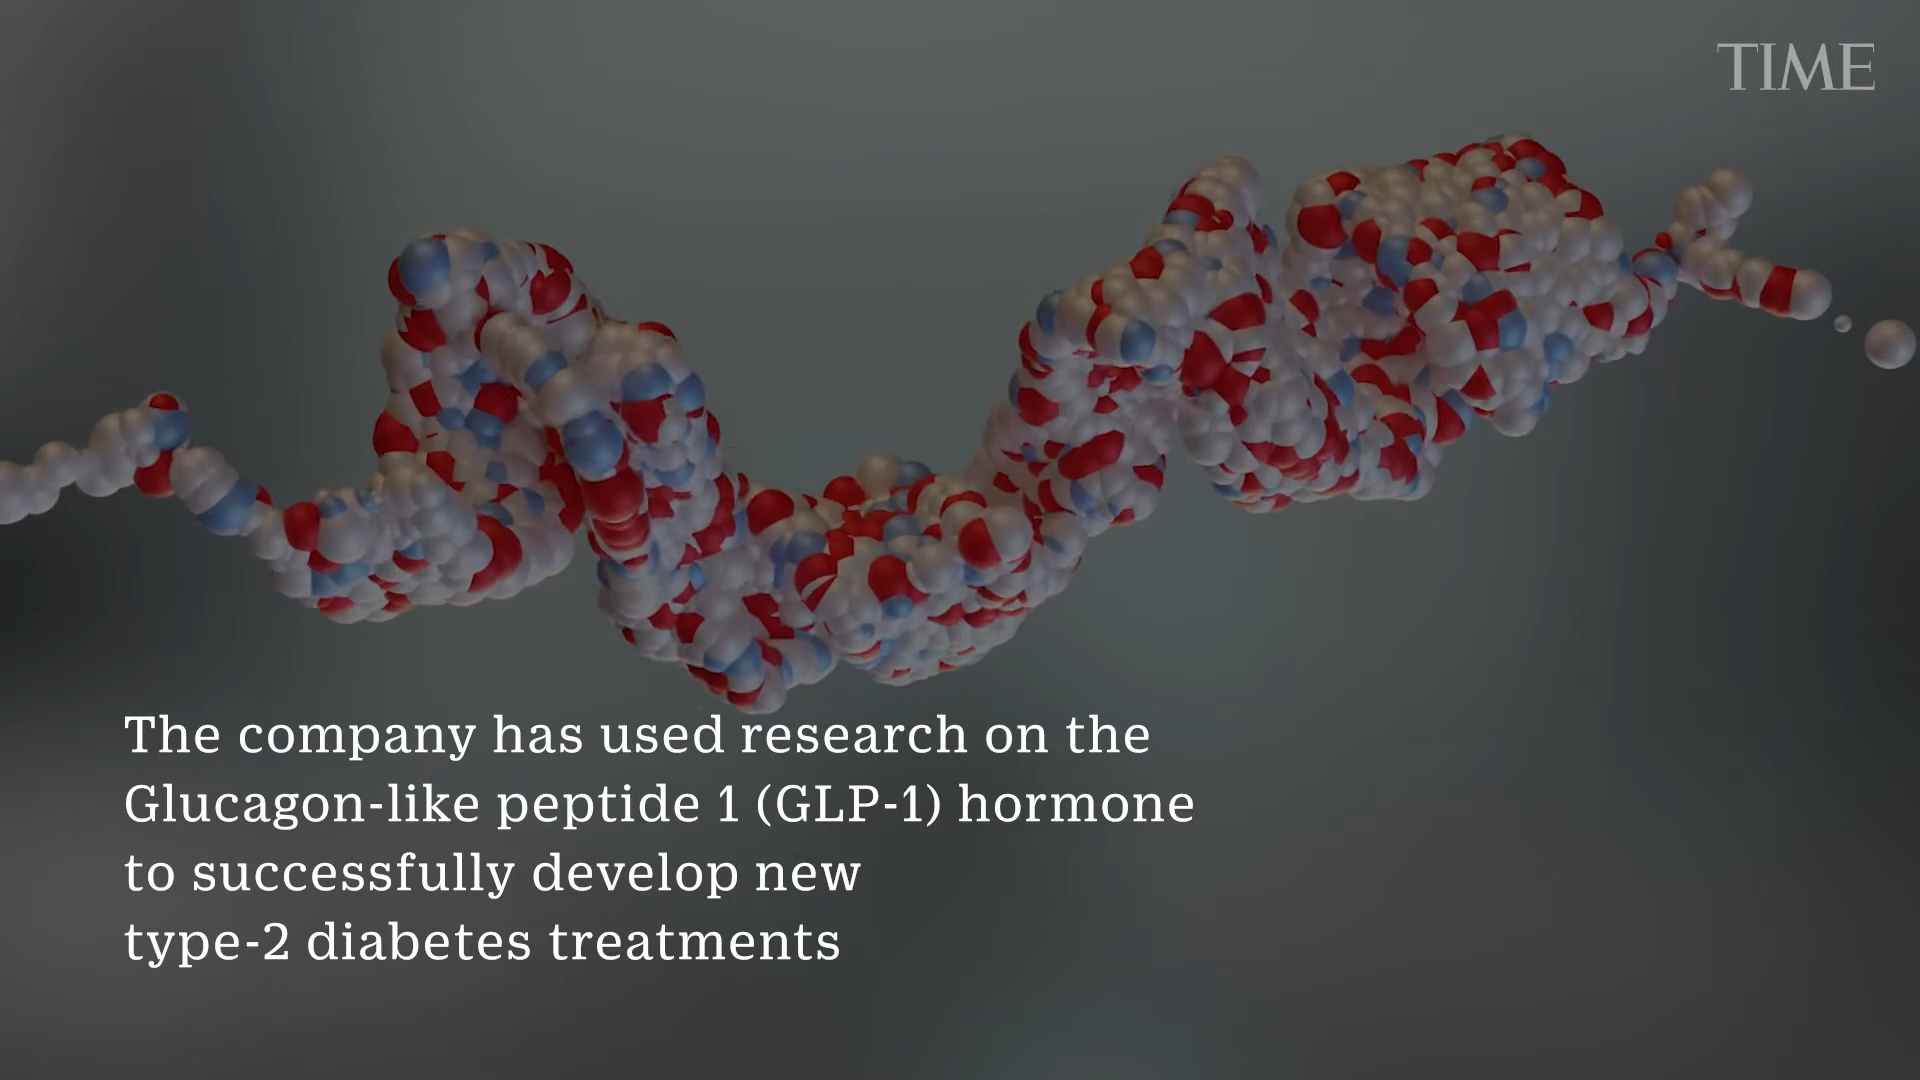 TIME
The company has used research on the
Glucagon-like peptide 1 (GLP-1) hormone
to successfully develop new
type-2 diabetes treatments